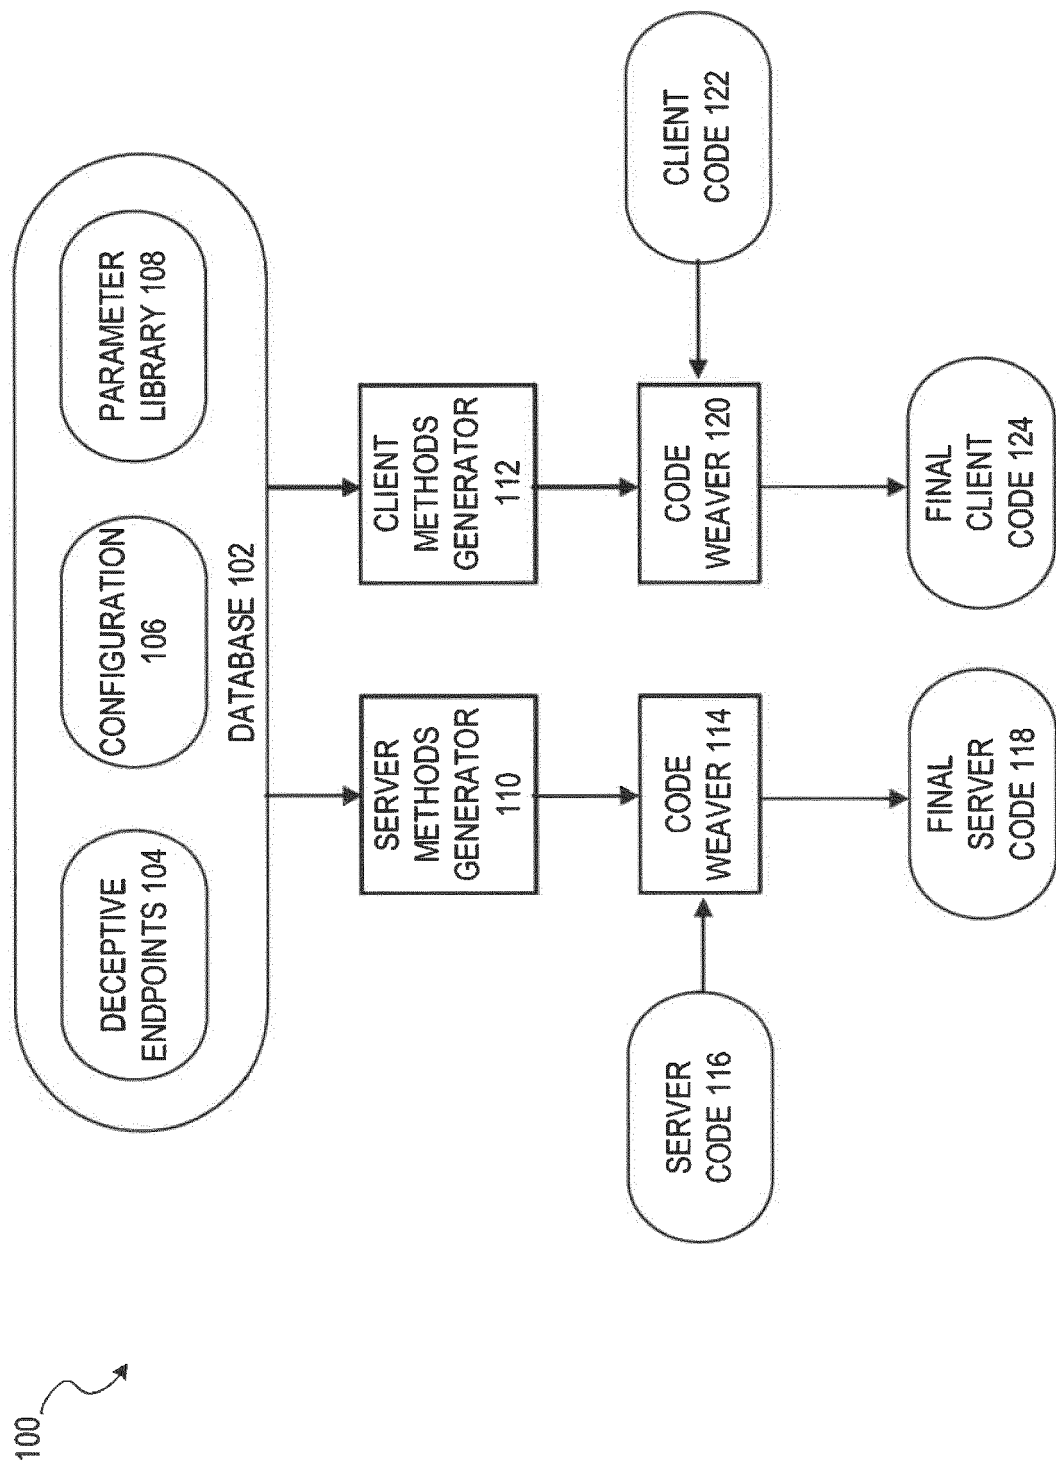 100
DECEPTIVE
ENDPOINTS 104
CONFIGURATION
106
PARAMETER
LIBRARY 108
DATABASE 102
SERVER
METHODS
GENERATOR
110
CLIENT
METHODS
GENERATOR
112
SERVER
CODE 116
CODE
WEAVER 114
CODE
WEAVER 120
CLIENT
CODE 122
FINAL
SERVER
CODE 118
FINAL
CLIENT
CODE 124